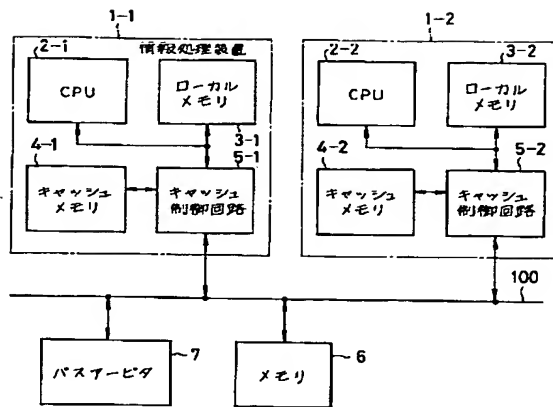 1-1
1-2
2-1
情報処理装置
2-2
3-2
CPU
ローカル
メモリ
CPU
ローカル
メモリ
4-1
3-1
5-1
4-2
5-2
キャッシュ
メモリ
キャッシュ
制御回路
キャッシュ
メモリ
キャッシュ
制御回路
100
バスアービタ
7
メモリ
6